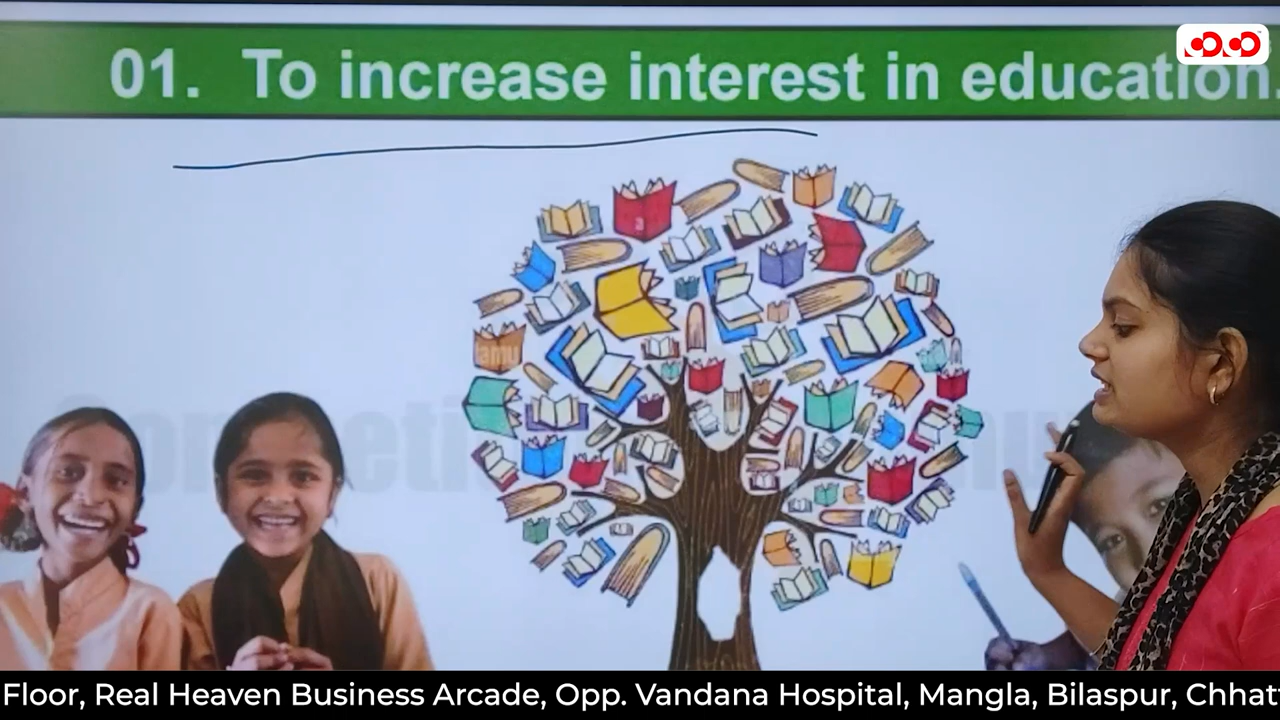 01. To increase interest in education.
Floor, Real Heaven Business Arcade, Opp. Vandana Hospital, Mangla, Bilaspur, Chhat